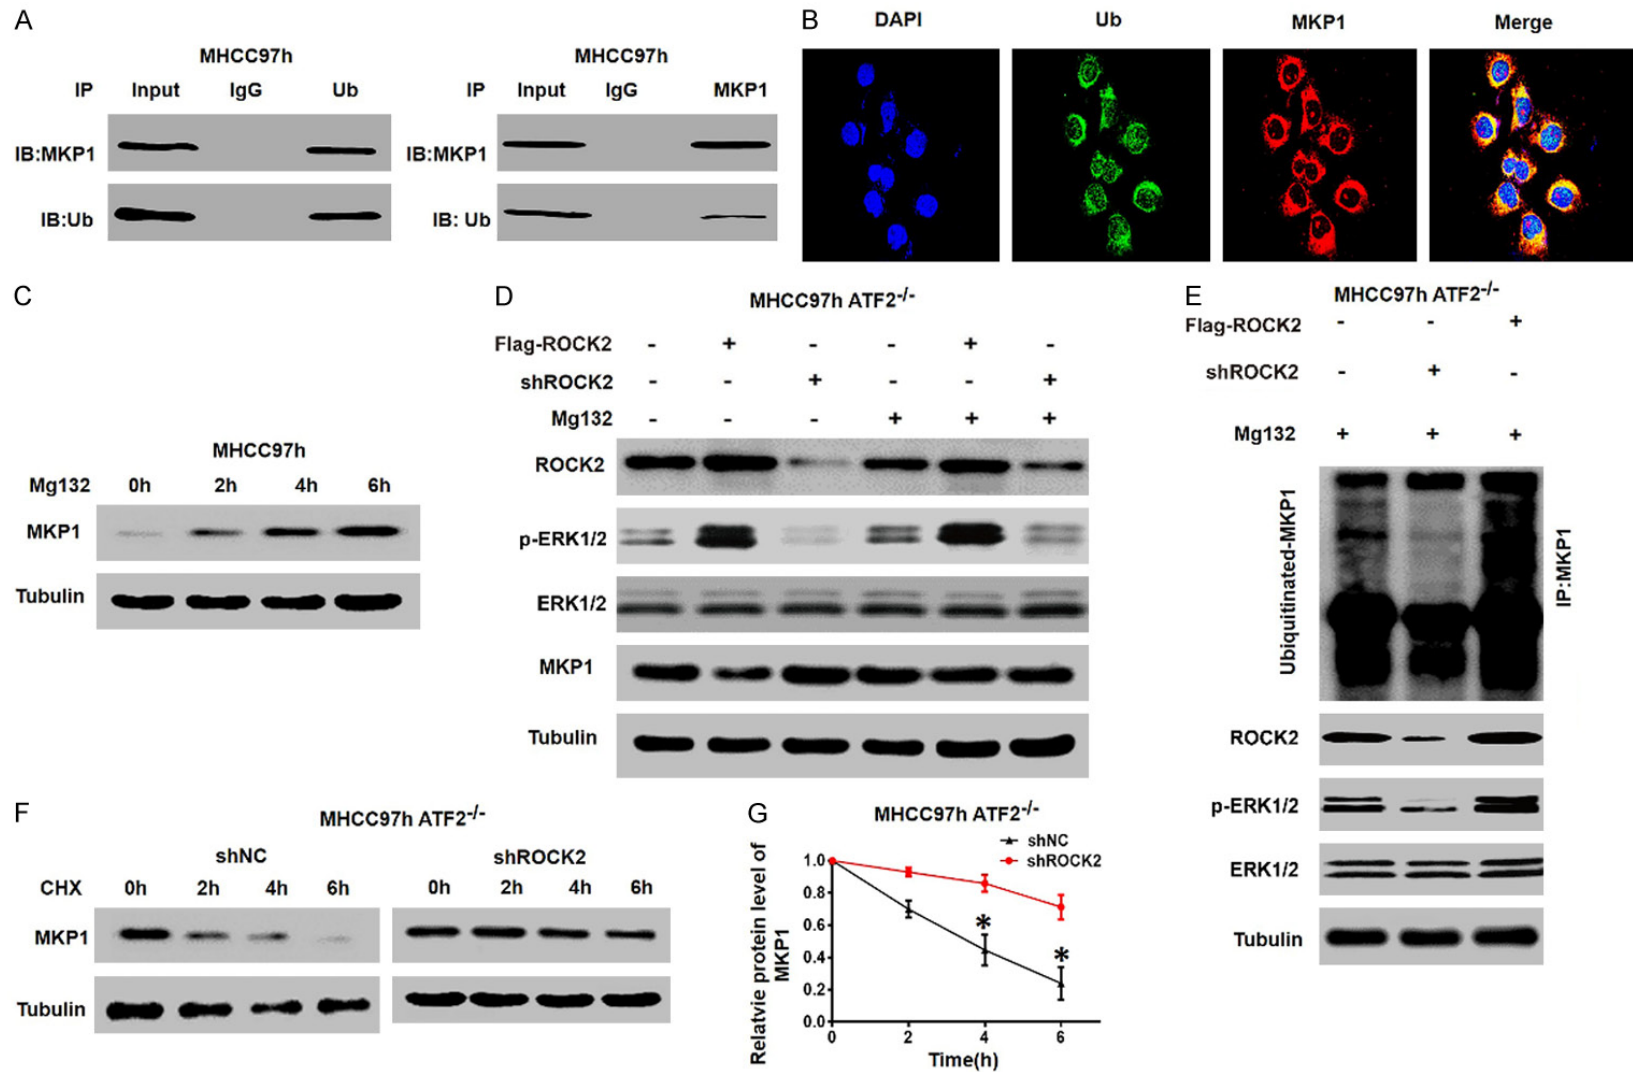 A
MHCC97h
IP Input IgG Ub
IB:MKP1
IB:Ub
MHCC97h
IP Input IgG MKP1
IB:MKP1
IB: Ub
B
DAPI Ub MKP1 Merge
C
MHCC97h
Mg132 0h 2h 4h 6h
MKP1
Tubulin
D
MHCC97h ATF2-/-
Flag-ROCK2 - + - - + -
shROCK2 - - + - - +
Mg132 - - - + + +
ROCK2
p-ERK1/2
ERK1/2
MKP1
Tubulin
E
MHCC97h ATF2-/-
Flag-ROCK2 - - +
shROCK2 - + -
Mg132 + + +
Ubiquitinated-MKP1
IP:MKP1
ROCK2
p-ERK1/2
ERK1/2
Tubulin
F
MHCC97h ATF2-/-
shNC shROCK2
CHX 0h 2h 4h 6h 0h 2h 4h 6h
MKP1
Tubulin
G
MHCC97h ATF2-/-
shNC
shROCK2
Relatvie protein level of
MKP1
1.0
0.8
0.6
0.4
0.2
0.0
* *
0 2 4 6
Time(h)